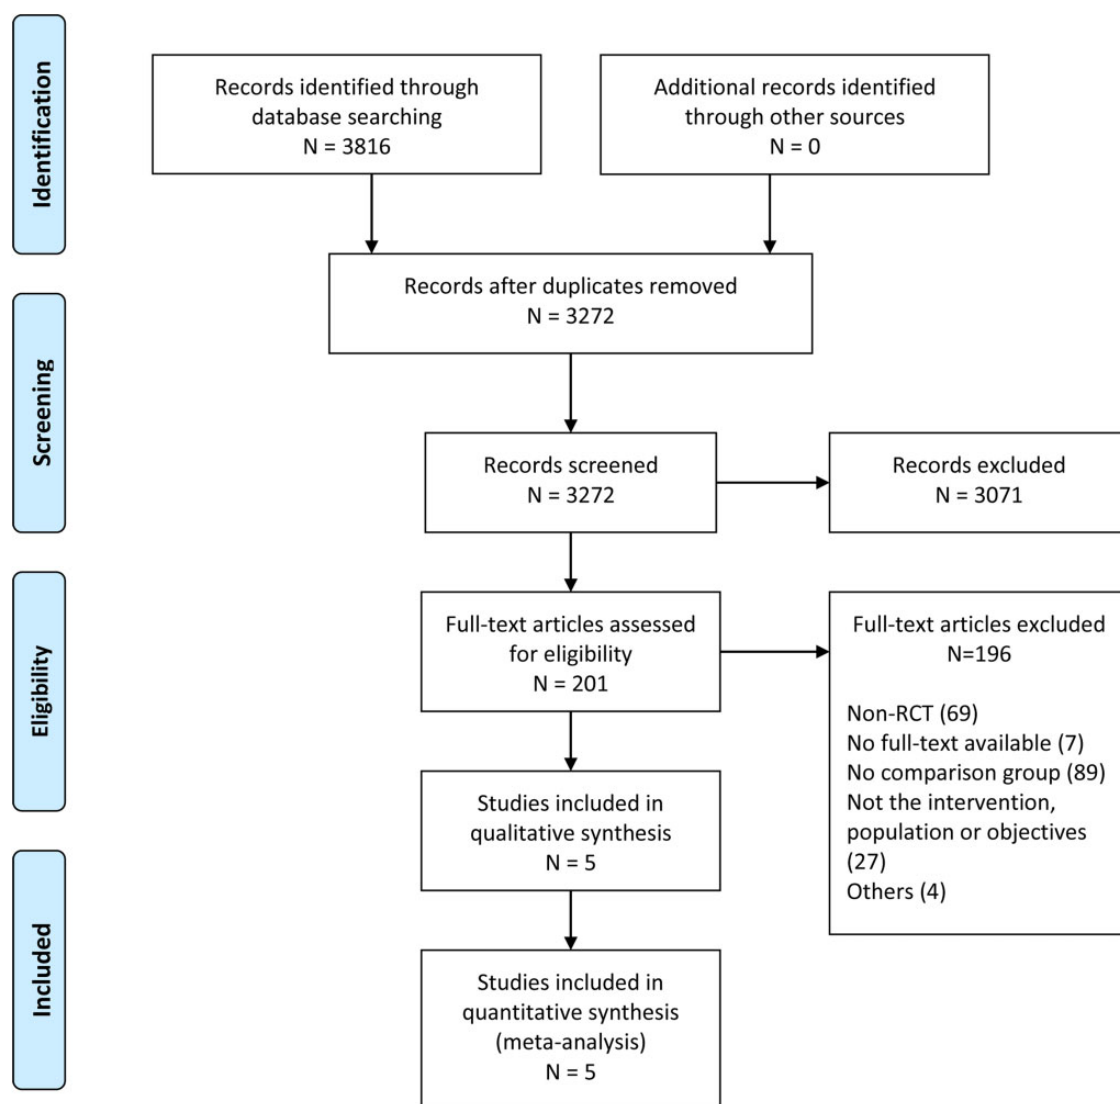 Identification
Records identified through
database searching
N = 3816
Additional records identified
through other sources
N = 0
Records after duplicates removed
N = 3272
Screening
Records screened
N = 3272
Records excluded
N = 3071
Eligibility
Full-text articles assessed
for eligibility
N = 201
Full-text articles excluded
N=196
Non-RCT (69)
No full-text available (7)
No comparison group (89)
Not the intervention,
population or objectives
(27)
Others (4)
Studies included in
qualitative synthesis
N = 5
Included
Studies included in
quantitative synthesis
(meta-analysis)
N = 5